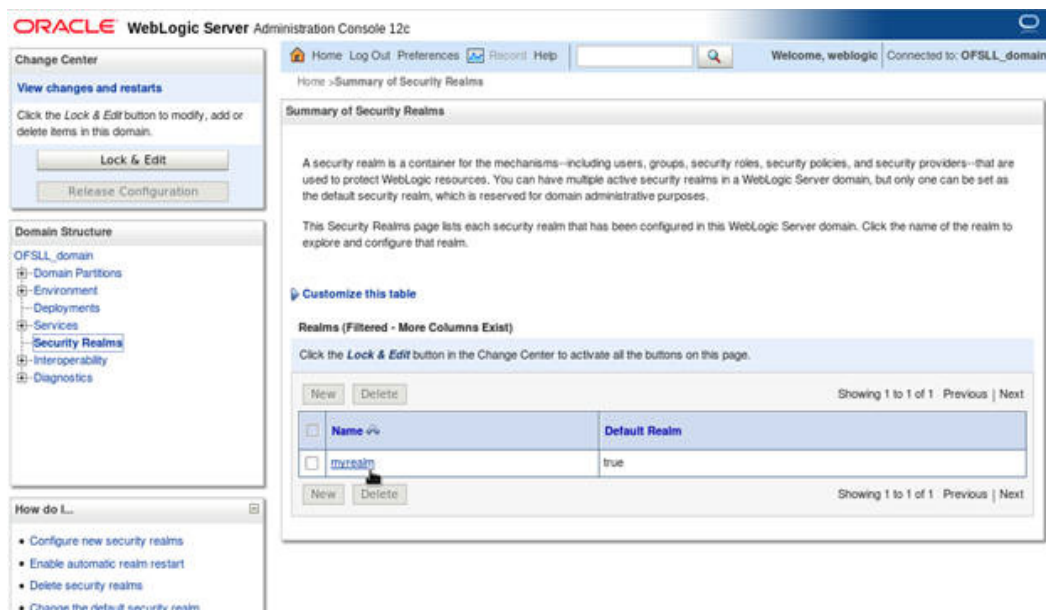 ORACLE WebLogic Server Administration Console 12c
Change Center
View changes and restarts
Click the Lock & Edit button to modify, add or
delete items in this domain.
Lock & Edit
Release Configuration
Domain Structure
OFSLL_domain
Domain Partitions
Environment
Deployments
Services
Security Realms
Interoperability
Diagnostics
How do I...
Configure new security realms
Enable automatic realm restart
Delete security realms
Change the default security realm
Home Log Out Preferences Record Help
Welcome, weblogic Connected to: OFSLL_domain
Home >Summary of Security Realms
Summary of Security Realms
A security realm is a container for the mechanisms--including users, groups, security roles, security policies, and security providers--that are
used to protect WebLogic resources. You can have multiple active security realms in a WebLogic Server domain, but only one can be set as
the default security realm, which is reserved for domain administrative purposes.
This Security Realms page lists each security realm that has been configured in this WebLogic Server domain. Click the name of the realm to
explore and configure that realm.
Customize this table
Realms (Filtered - More Columns Exist)
Click the Lock & Edit button in the Change Center to activate all the buttons on this page.
New Delete Showing 1 to 1 of 1 Previous | Next
Name Default Realm
myrealm true
New Delete Showing 1 to 1 of 1 Previous | Next